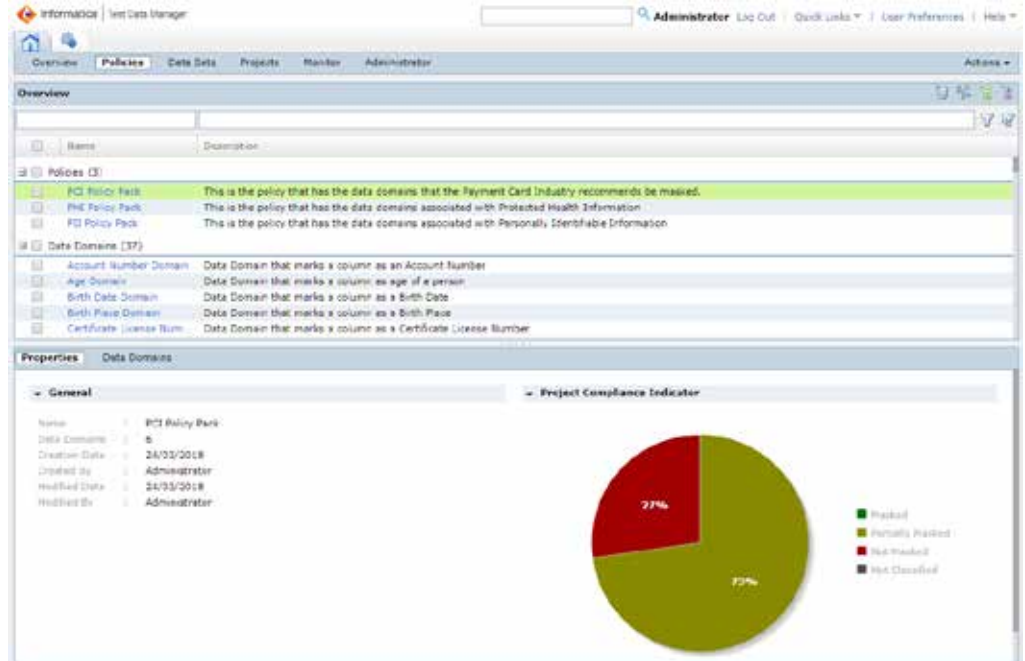 Informatica | Test Data Manager
Administrator Log Out | Quick Links | User Preferences | Help
Overview Policies Data Sets Projects Monitor Administrator Actions
Overview
Name Description
Policies (3)
PCI Policy Pack This is the policy that has the data domains that the Payment Card Industry recommends be masked.
PHI Policy Pack This is the policy that has the data domains associated with Protected Health Information
PII Policy Pack This is the policy that has the data domains associated with Personally Identifiable Information
Data Domains (37)
Account Number Domain Data Domain that marks a column as an Account Number
Age Domain Data Domain that marks a column as age of a person
Birth Date Domain Data Domain that marks a column as a Birth Date
Birth Place Domain Data Domain that marks a column as a Birth Place
Certificate License Num Data Domain that marks a column as a Certificate License Number
Properties Data Domains
General
Name : PCI Policy Pack
Data Domains : 6
Creation Date : 24/03/2018
Created By : Administrator
Modified Date : 24/03/2018
Modified By : Administrator
Project Compliance Indicator
27%
Masked
Partially Masked
Not Masked
Not Classified